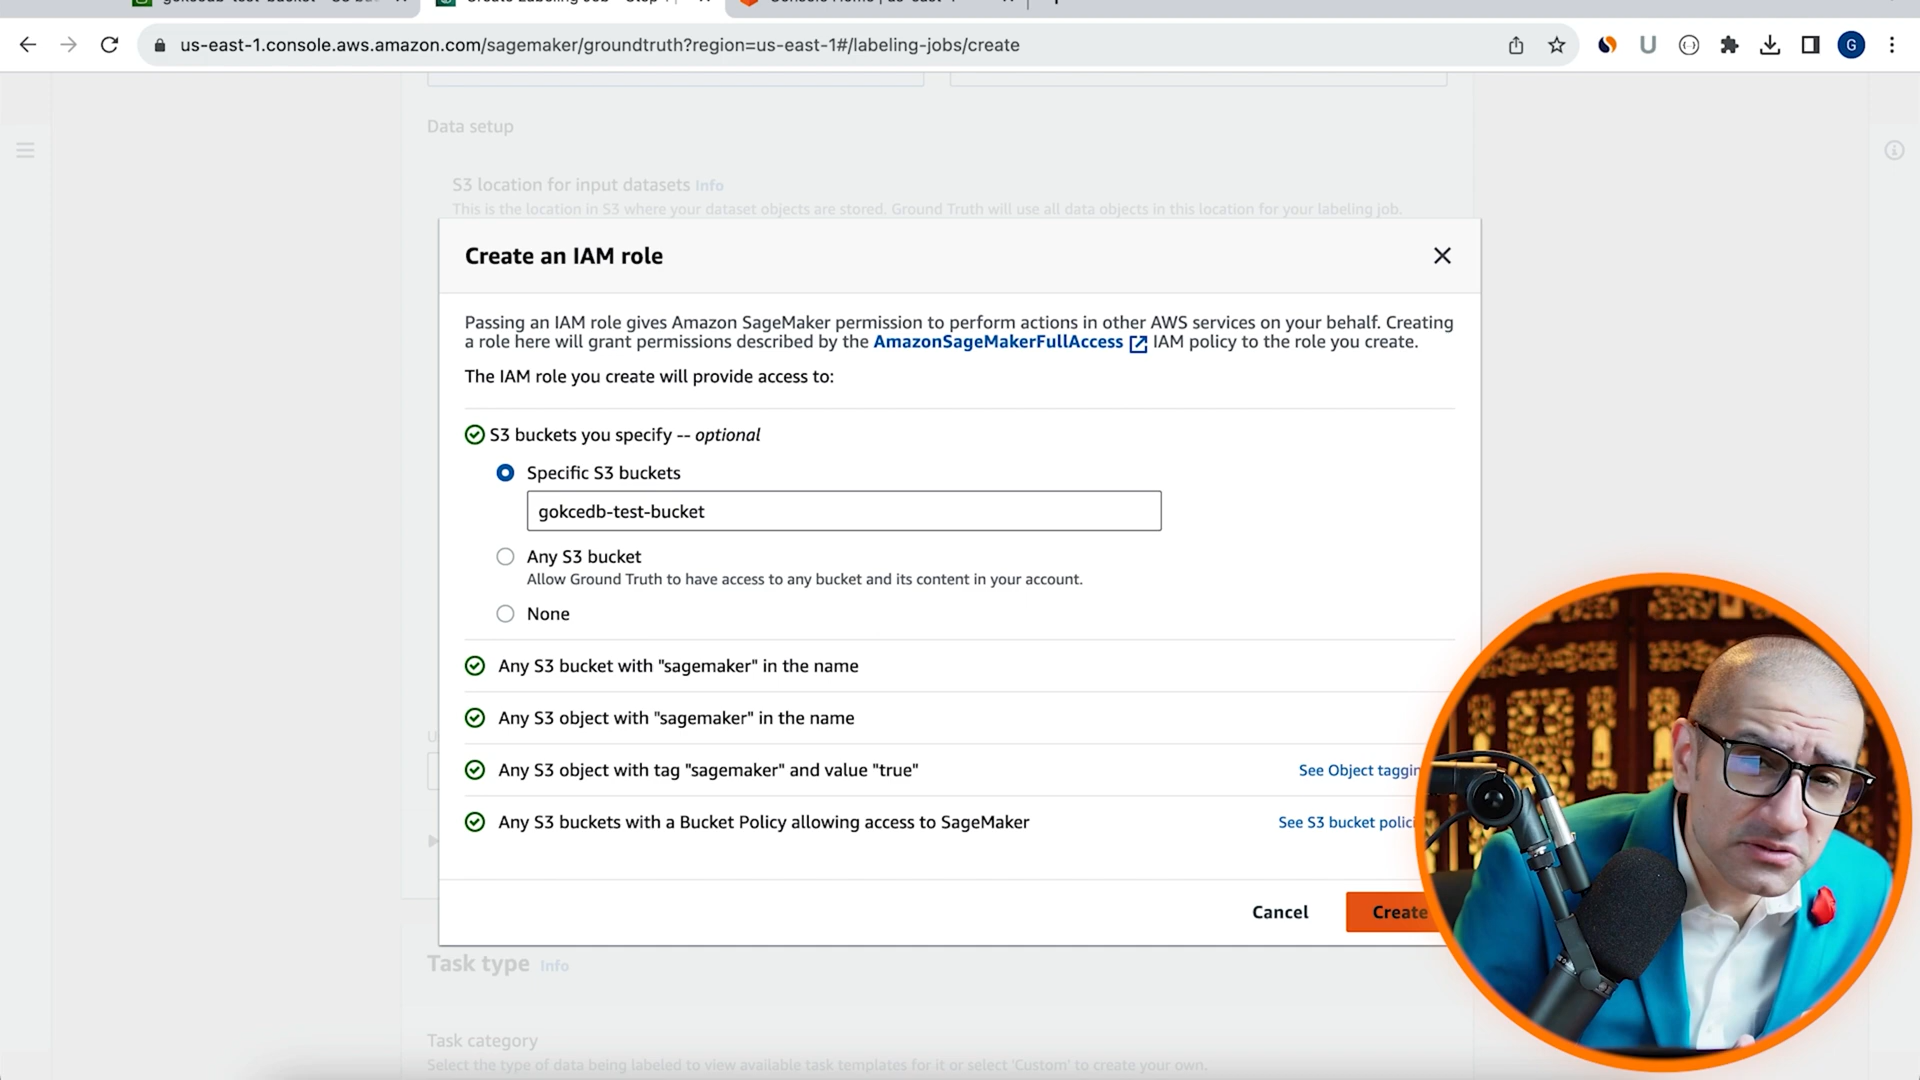 us-east-1.console.aws.amazon.com/sagemaker/groundtruth?region=us-east-1#/labeling-jobs/create
G
Data setup
S3 location for input datasets Info
This is the location in S3 where your dataset objects are stored. Ground Truth will use all data objects in this location for your labeling job.
Create an IAM role
Passing an IAM role gives Amazon SageMaker permission to perform actions in other AWS services on your behalf. Creating
a role here will grant permissions described by the AmazonSageMakerFullAccess IAM policy to the role you create.
The IAM role you create will provide access to:
S3 buckets you specify -- optional
Specific S3 buckets
gokcedb-test-bucket
Any S3 bucket
Allow Ground Truth to have access to any bucket and its content in your account.
None
Any S3 bucket with "sagemaker" in the name
Any S3 object with "sagemaker" in the name
Any S3 object with tag "sagemaker" and value "true" See Object taggin
Any S3 buckets with a Bucket Policy allowing access to SageMaker See S3 bucket polici
Cancel Create
Task type Info
Task category
Select the type of data being labeled to view available task templates for it or select 'Custom' to create your own.